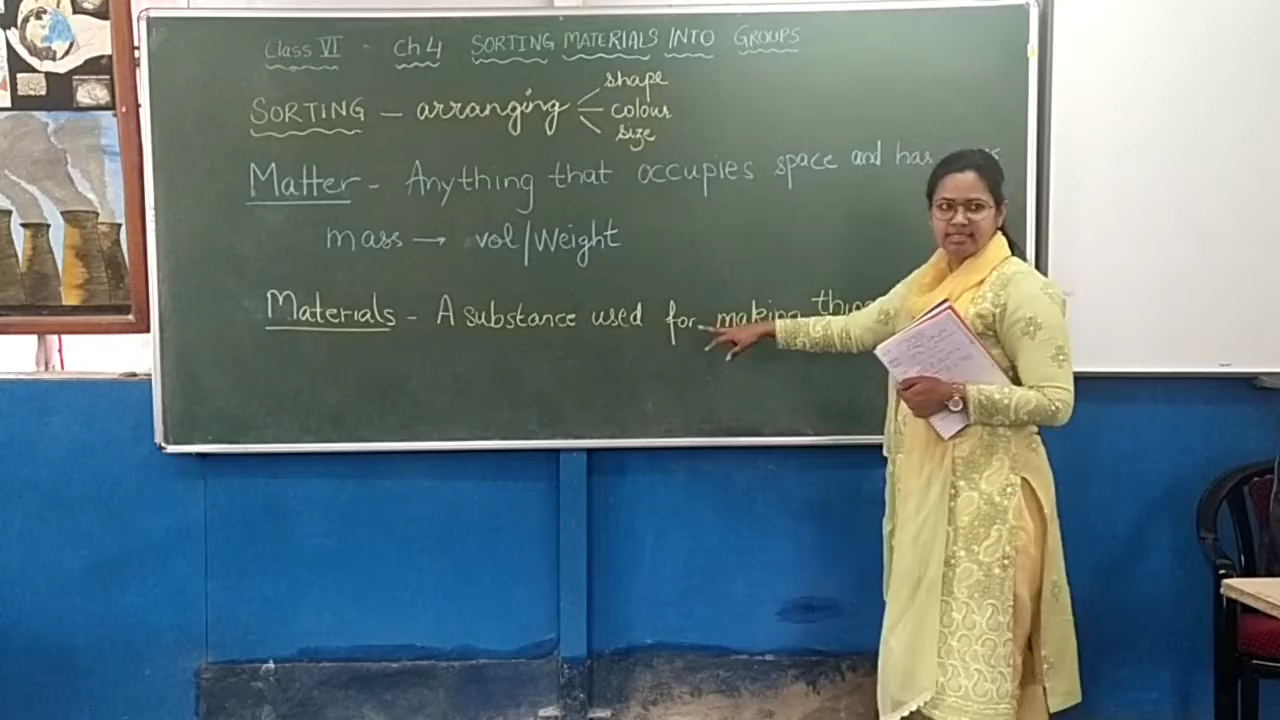 Class VI - Ch 4 SORTING MATERIALS INTO GROUPS
shape
SORTING - arranging colour
size
Matter - Anything that occupies space and has
mass → vol/Weight
Materials - A substance used for making